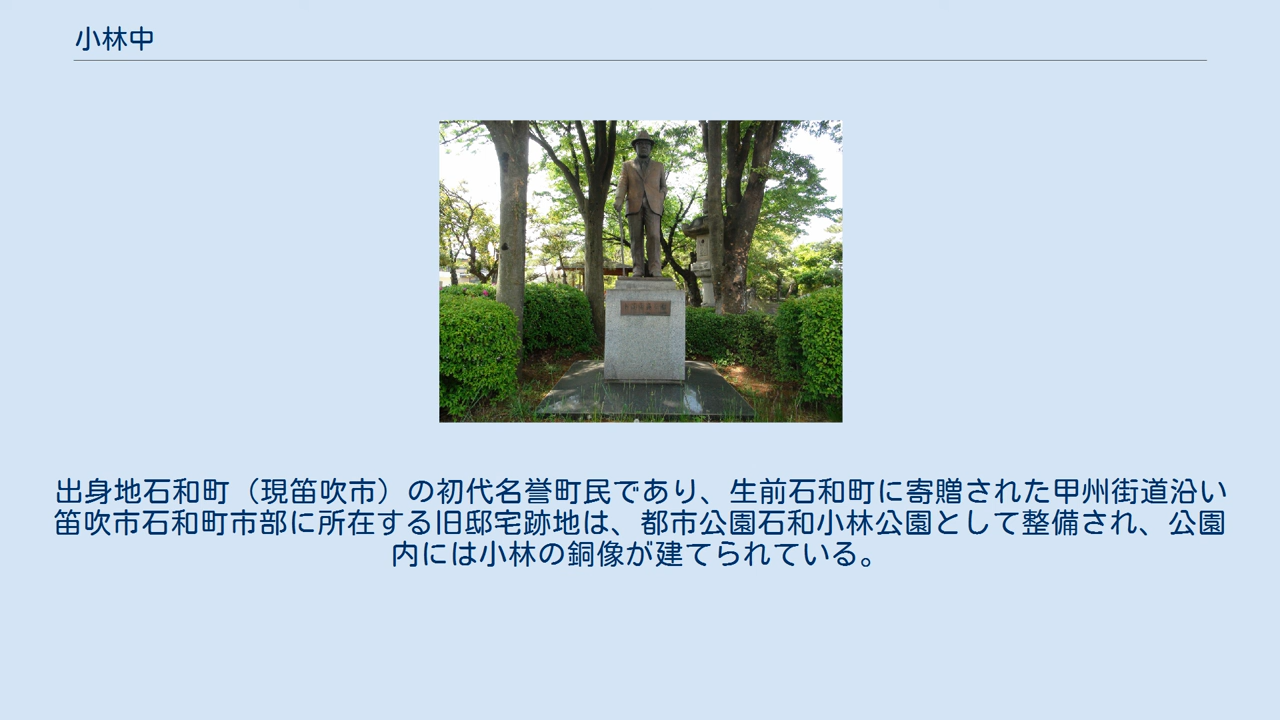 小林中
出身地石和町（現笛吹市）の初代名誉町民であり、生前石和町に寄贈された甲州街道沿い
笛吹市石和町市部に所在する旧邸宅跡地は、都市公園石和小林公園として整備され、公園
内には小林の銅像が建てられている。